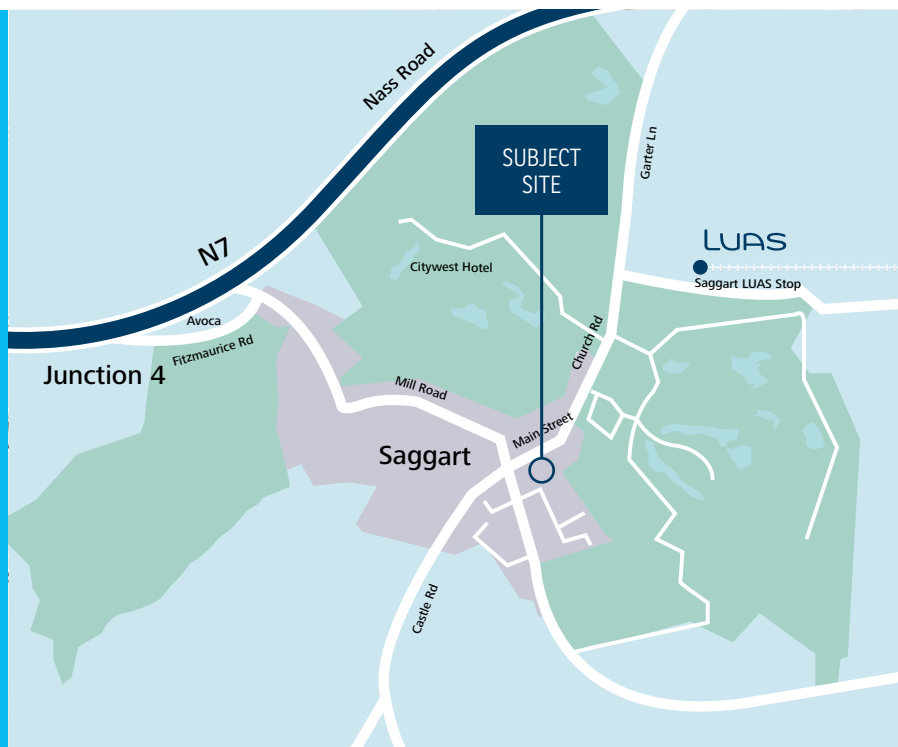 Nass Road
Garter Ln
SUBJECT
SITE
N7
LUAS
Citywest Hotel
Saggart LUAS Stop
Avoca
Fitzmaurice Rd
Church Rd
Junction 4
Mill Road
Main Street
Saggart
Castle Rd